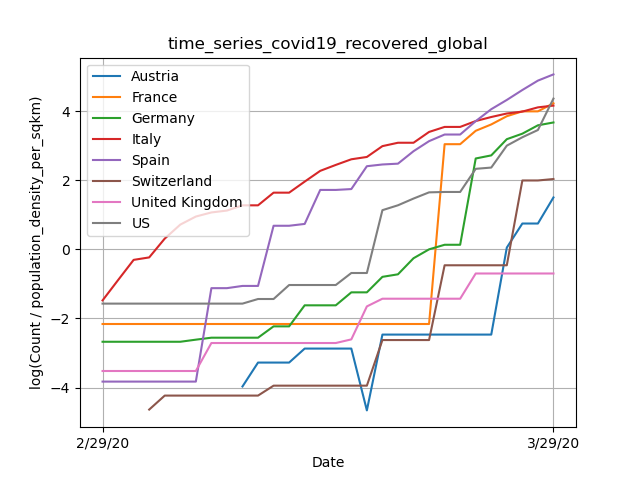 time_series_covid19_recovered_global
log(Count / population_density_per_sqkm)
4
2
0
−2
−4
Austria
France
Germany
Italy
Spain
Switzerland
United Kingdom
US
2/29/20
3/29/20
Date